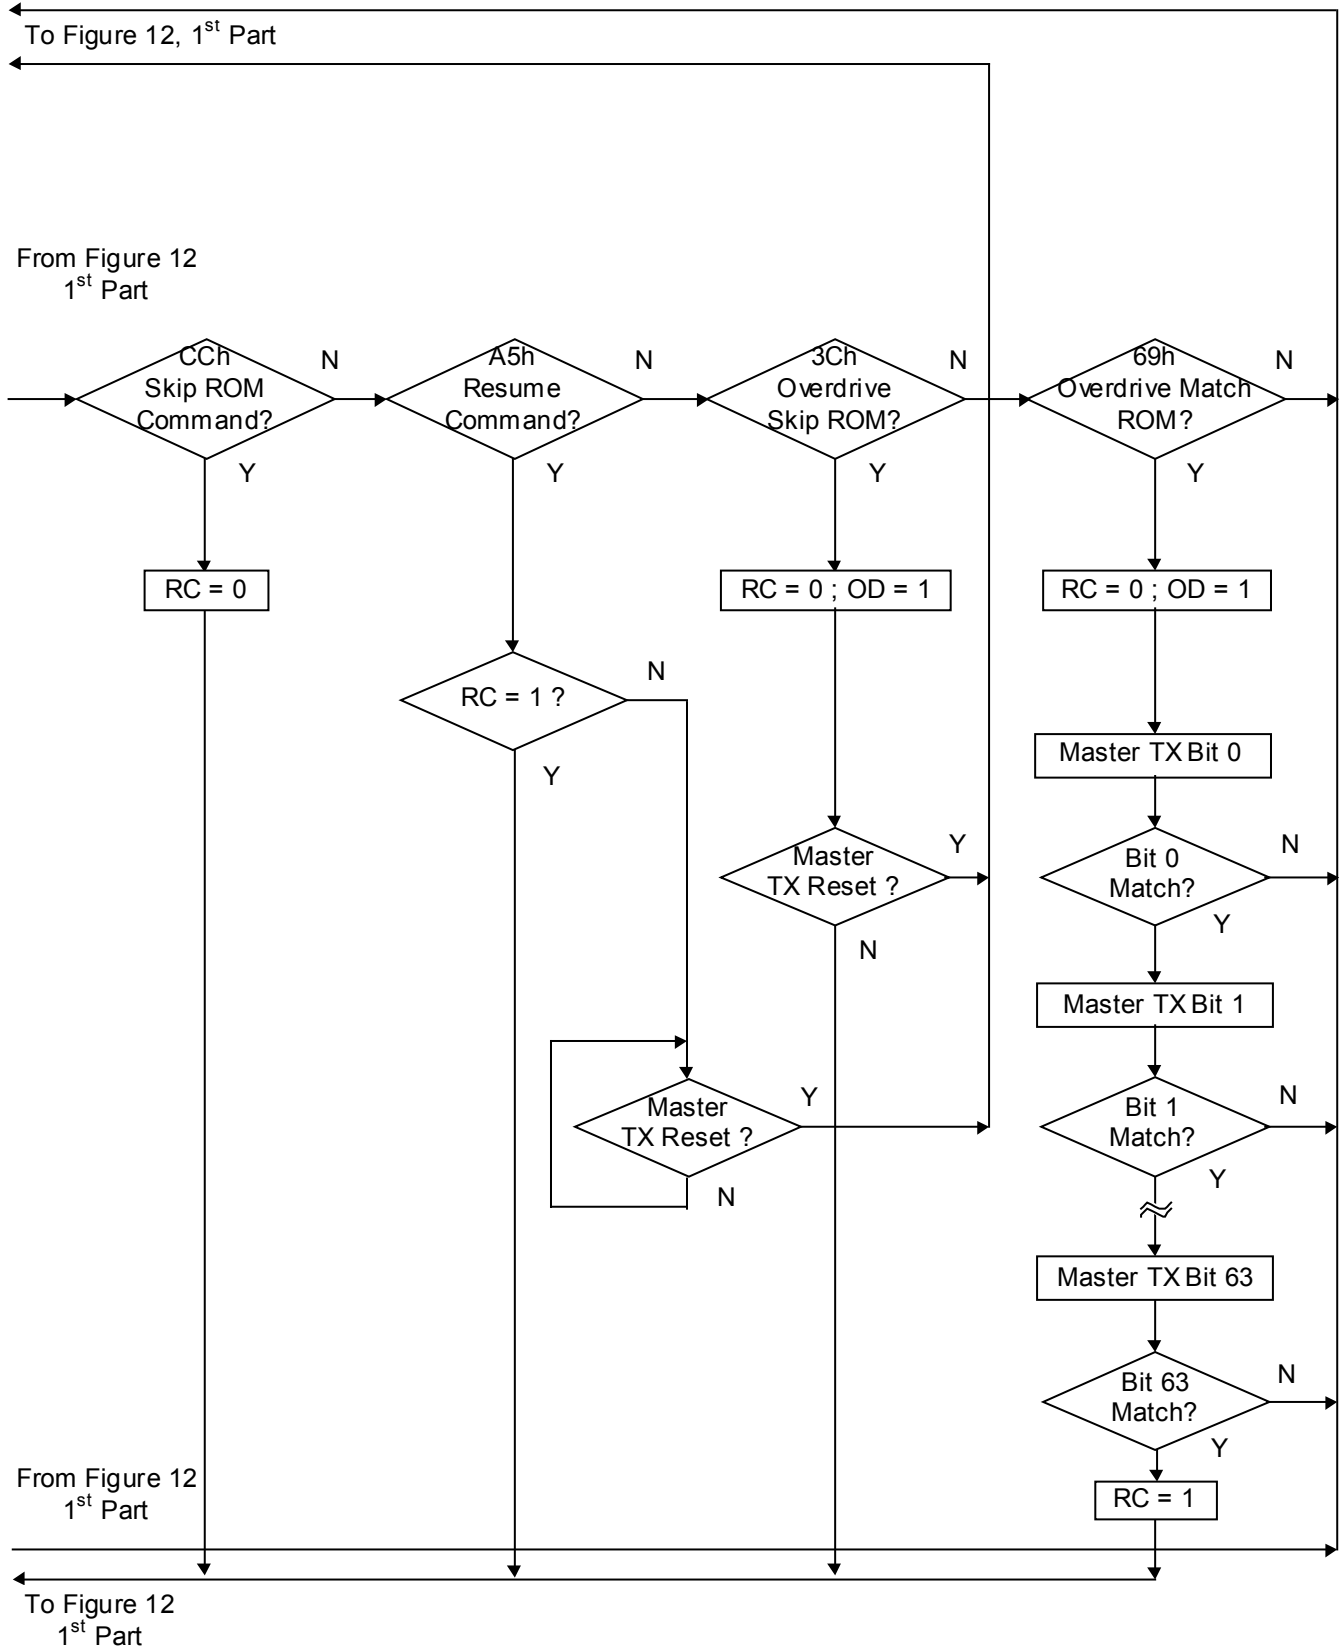 To Figure 12, 1st Part
From Figure 12
1st Part
CCh
Skip ROM
Command?
N
Y
A5h
Resume
Command?
N
Y
3Ch
Overdrive
Skip ROM?
N
Y
69h
Overdrive Match
ROM?
N
Y
RC = 0
RC = 0 ; OD = 1
RC = 0 ; OD = 1
RC = 1 ?
N
Y
Master TX Bit 0
Master
TX Reset ?
Y
N
Bit 0
Match?
N
Y
Master TX Bit 1
Master
TX Reset ?
Y
N
Bit 1
Match?
N
Y
Master TX Bit 63
Bit 63
Match?
N
Y
RC = 1
From Figure 12
1st Part
To Figure 12
1st Part